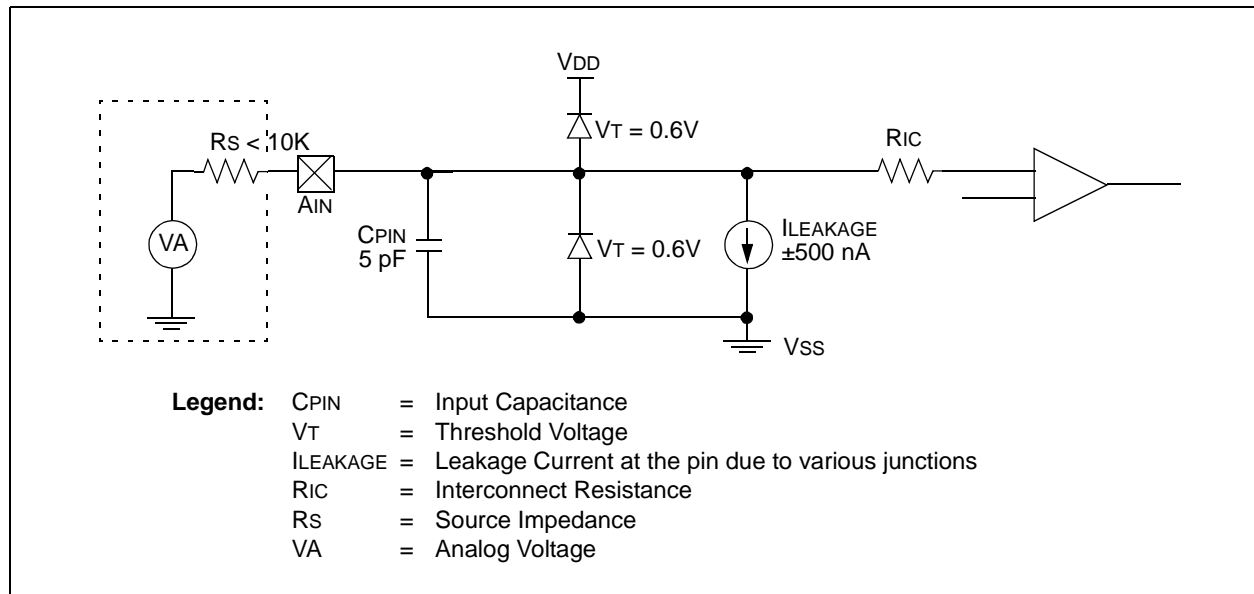 VDD
VT = 0.6V
RS < 10K
RIC
AIN
VA
CPIN
5 pF
VT = 0.6V
ILEAKAGE
±500 nA
VSS
Legend: CPIN = Input Capacitance
VT = Threshold Voltage
ILEAKAGE = Leakage Current at the pin due to various junctions
RIC = Interconnect Resistance
RS = Source Impedance
VA = Analog Voltage